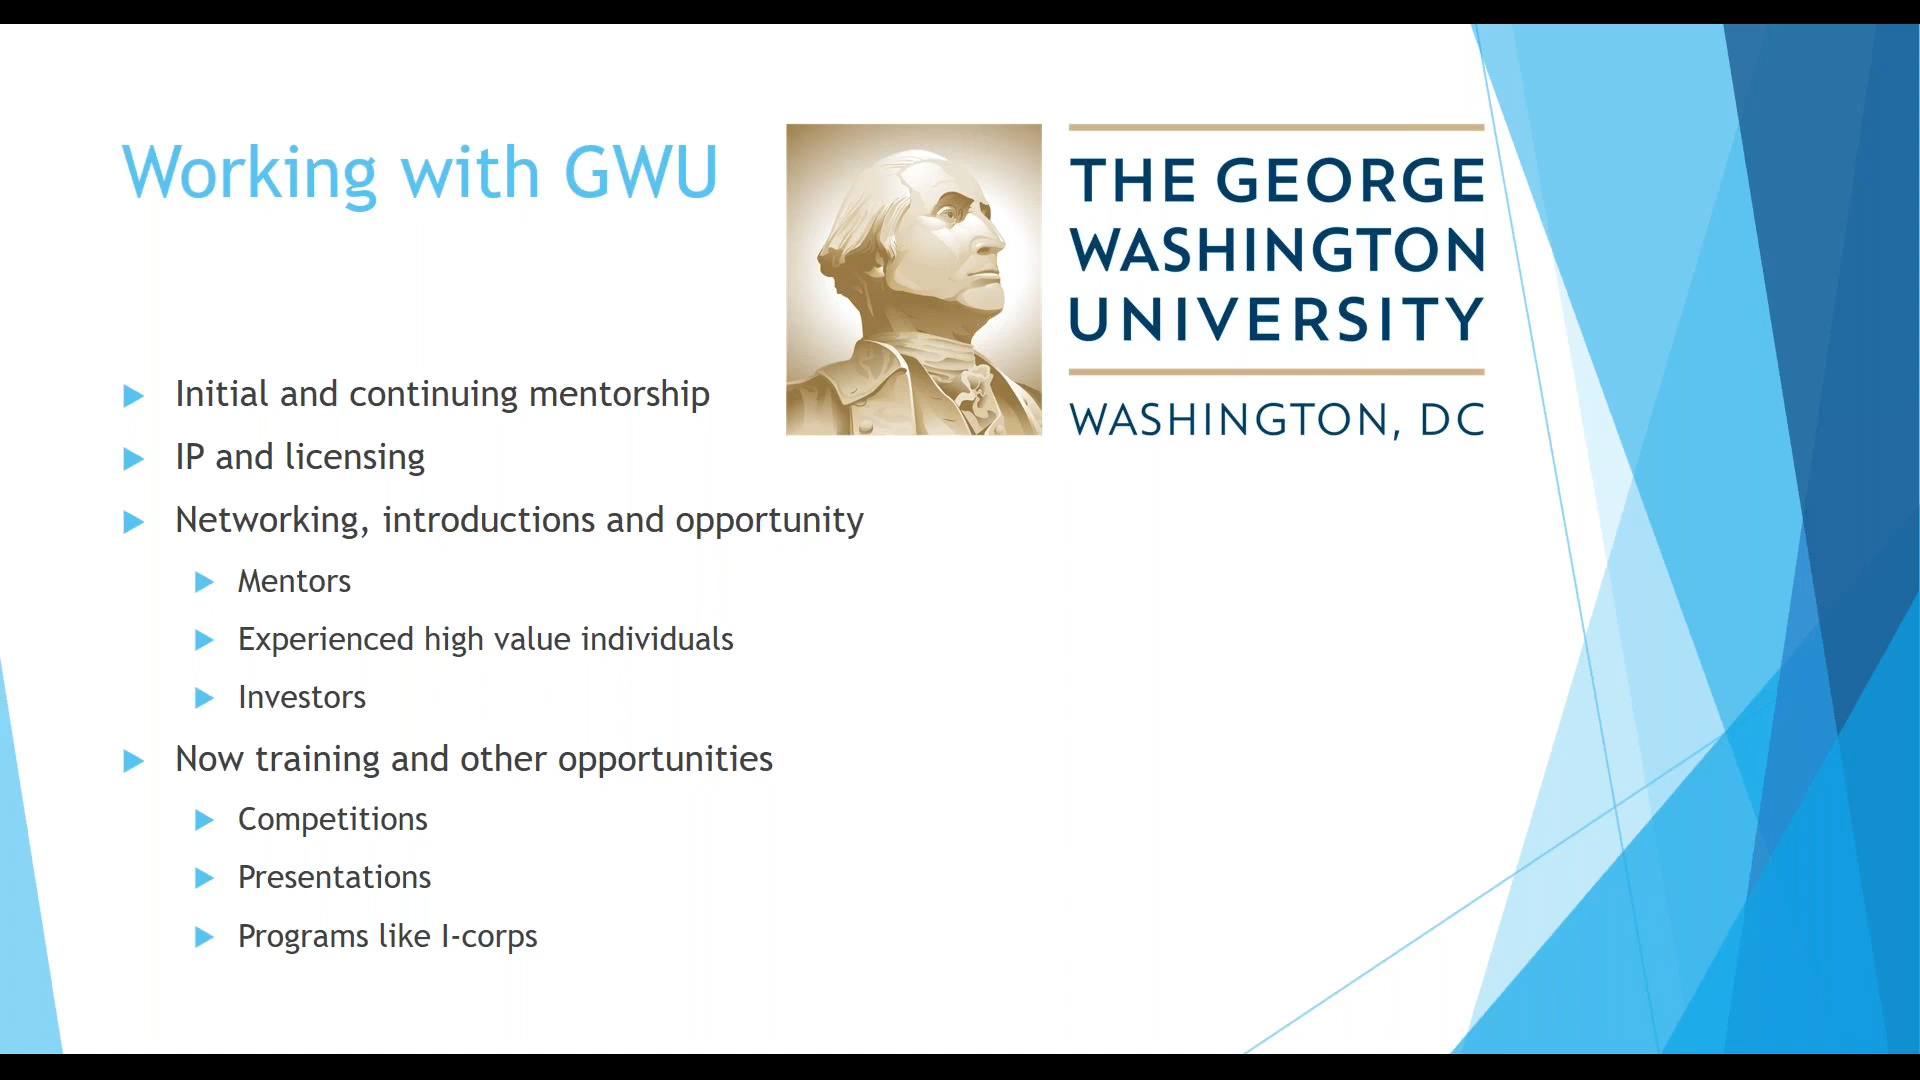 Working with GWU
THE GEORGE
WASHINGTON
UNIVERSITY
WASHINGTON, DC
Initial and continuing mentorship
IP and licensing
Networking, introductions and opportunity
Mentors
Experienced high value individuals
Investors
Now training and other opportunities
Competitions
Presentations
Programs like I-corps